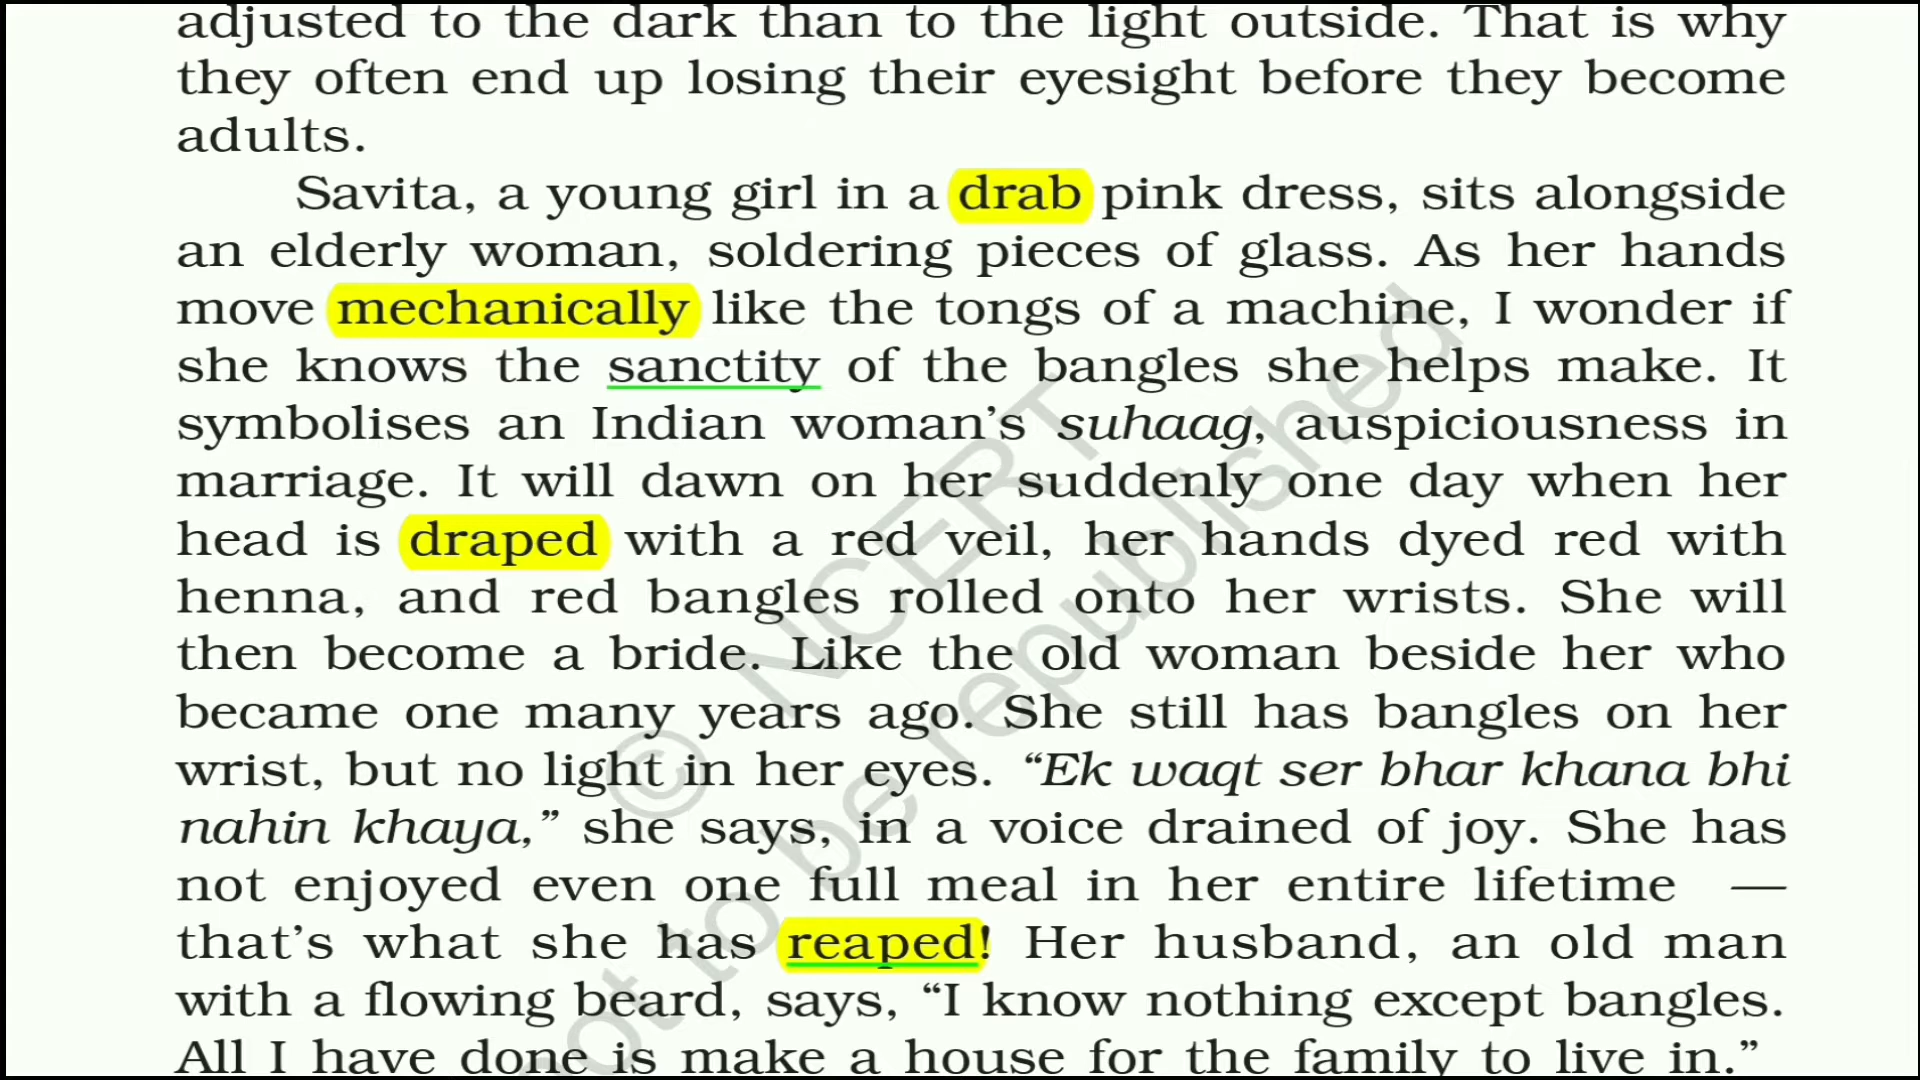 adjusted to the dark than to the light outside. That is why
they often end up losing their eyesight before they become
adults.
Savita, a young girl in a drab pink dress, sits alongside
an elderly woman, soldering pieces of glass. As her hands
move mechanically like the tongs of a machine, I wonder if
she knows the sanctity of the bangles she helps make. It
symbolises an Indian woman’s suhaag, auspiciousness in
marriage. It will dawn on her suddenly one day when her
head is draped with a red veil, her hands dyed red with
henna, and red bangles rolled onto her wrists. She will
then become a bride. Like the old woman beside her who
became one many years ago. She still has bangles on her
wrist, but no light in her eyes. “Ek waqt ser bhar khana bhi
nahin khaya,” she says, in a voice drained of joy. She has
not enjoyed even one full meal in her entire lifetime —
that’s what she has reaped! Her husband, an old man
with a flowing beard, says, “I know nothing except bangles.
All I have done is make a house for the family to live in.”
© NCERT
not to be republished